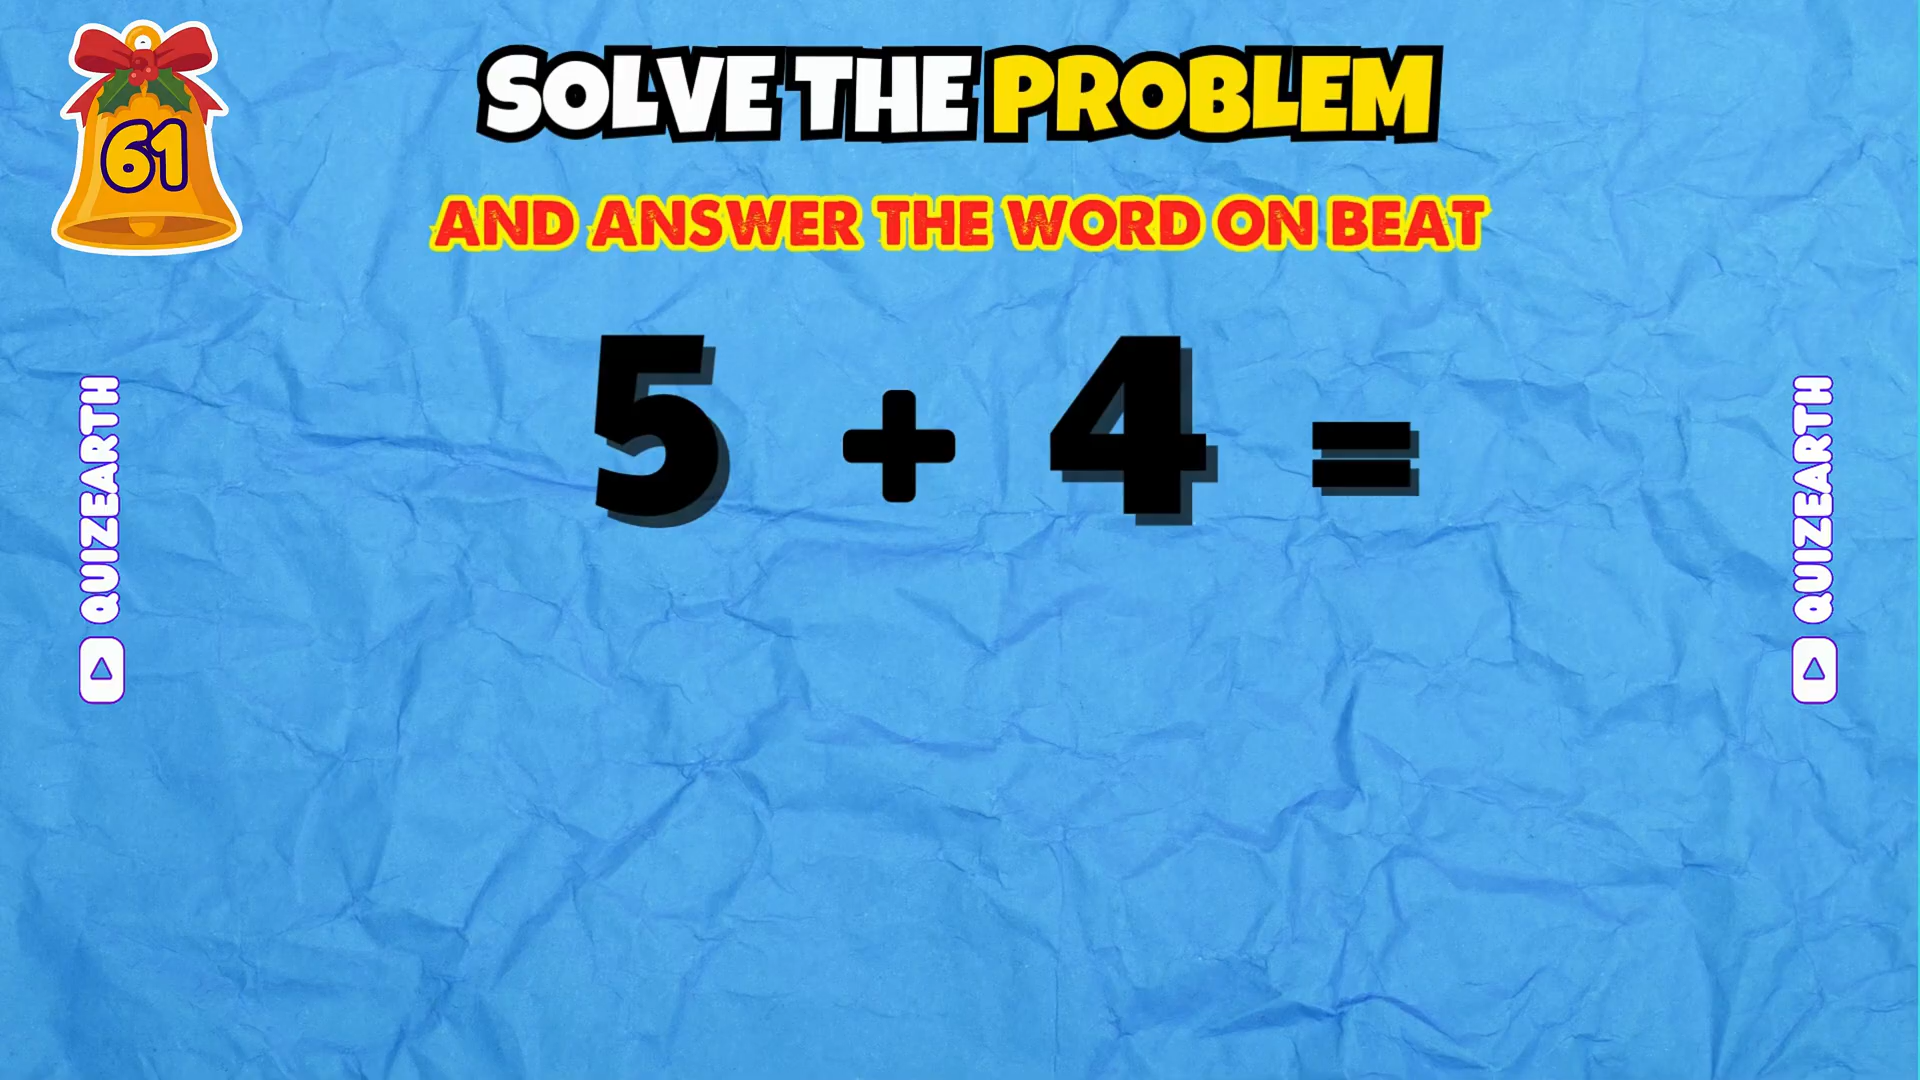 61
SOLVE THE PROBLEM
AND ANSWER THE WORD ON BEAT
5 + 4 =
QUIZEARTH
QUIZEARTH